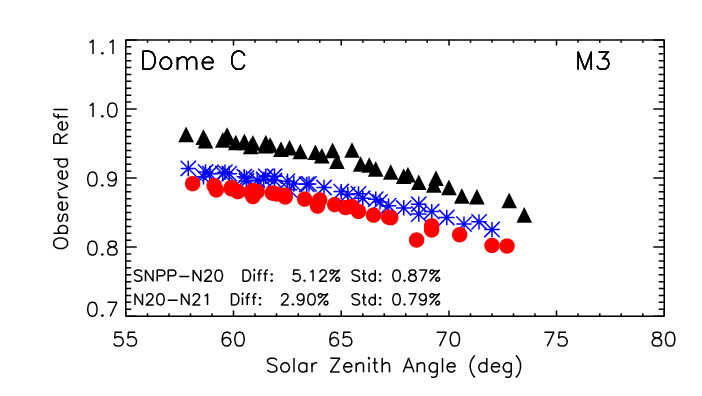 1.1
Dome C M3
1.0
0.9
0.8
0.7
Observed Refl
SNPP−N20 Diff: 5.12% Std: 0.87%
N20−N21 Diff: 2.90% Std: 0.79%
55 60 65 70 75 80
Solar Zenith Angle (deg)